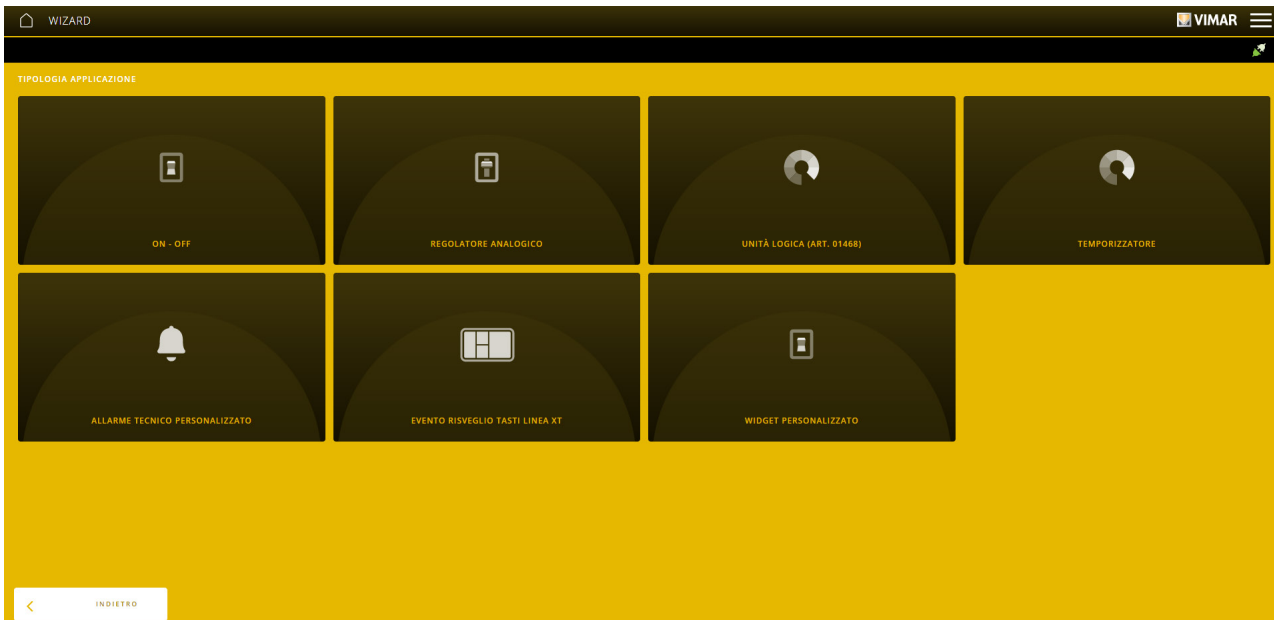 WIZARD
VIMAR
TIPOLOGIA APPLICAZIONE
ON - OFF
REGOLATORE ANALOGICO
UNITÀ LOGICA (ART. 01468)
TEMPORIZZATORE
ALLARME TECNICO PERSONALIZZATO
EVENTO RISVEGLIO TASTI LINEA XT
WIDGET PERSONALIZZATO
INDIETRO